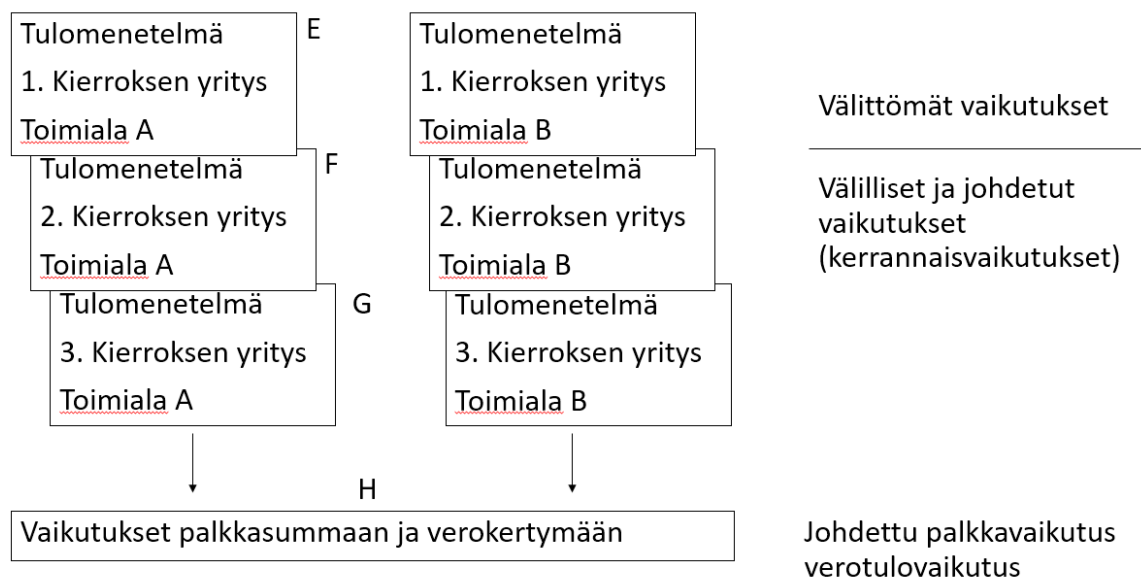 Tulomenetelmä
1. Kierroksen yritys
Toimiala A
E
Tulomenetelmä
2. Kierroksen yritys
Toimiala A
F
Tulomenetelmä
3. Kierroksen yritys
Toimiala A
G
Tulomenetelmä
1. Kierroksen yritys
Toimiala B
Tulomenetelmä
2. Kierroksen yritys
Toimiala B
Tulomenetelmä
3. Kierroksen yritys
Toimiala B
Välittömät vaikutukset
Välilliset ja johdetut
vaikutukset
(kerrannaisvaikutukset)
H
Vaikutukset palkkasummaan ja verokertymään
Johdettu palkkavaikutus
verotulovaikutus